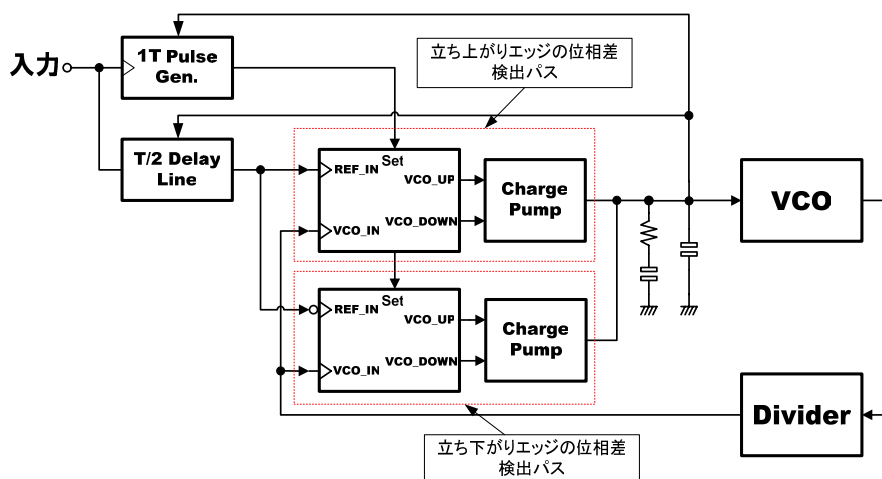 立ち上がりエッジの位相差
検出パス
入力
1T Pulse
Gen.
T/2 Delay
Line
Set
REF_IN
VCO_UP
VCO_DOWN
VCO_IN
Charge
Pump
VCO
Set
REF_IN
VCO_UP
VCO_DOWN
VCO_IN
Charge
Pump
Divider
立ち下がりエッジの位相差
検出パス